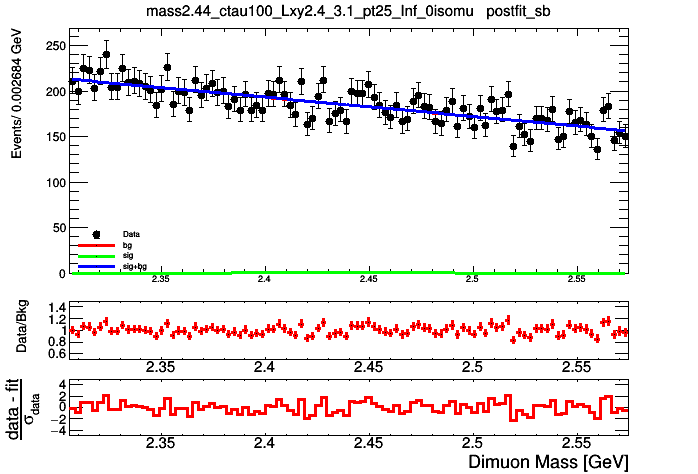 mass2.44_ctau100_Lxy2.4_3.1_pt25_Inf_0isomu postfit_sb
Events/ 0.002684 GeV
250
200
150
100
50
0
Data
bg
sig
sig+bg
2.35 2.4 2.45 2.5 2.55
Data/Bkg
1.4
1.2
1
0.8
0.6
2.35 2.4 2.45 2.5 2.55
data - fit
σdata
4
2
0
−2
−4
2.35 2.4 2.45 2.5 2.55
Dimuon Mass [GeV]